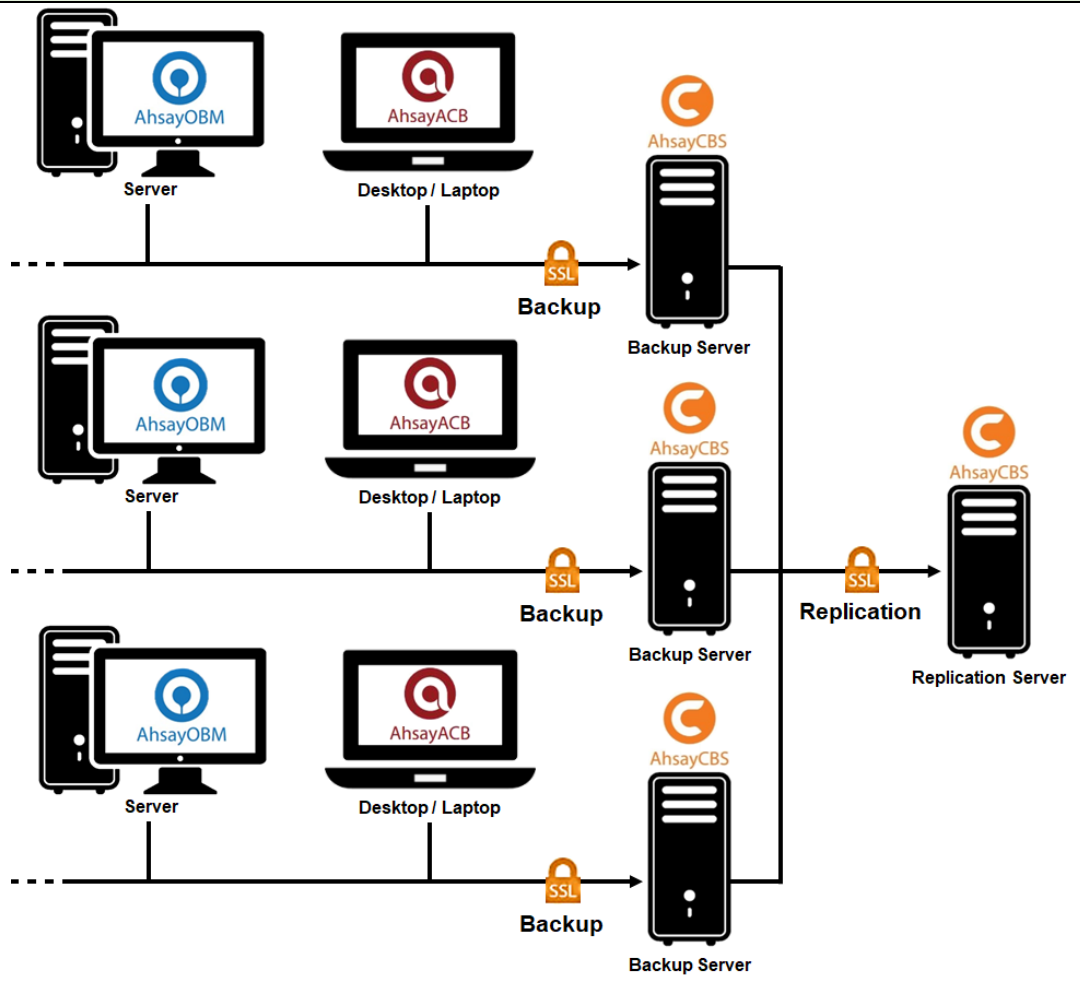 AhsayOBM
AhsayACB
AhsayCBS
Server
Desktop / Laptop
SSL
Backup
Backup Server
AhsayOBM
AhsayACB
AhsayCBS
Server
Desktop / Laptop
SSL
Backup
Backup Server
AhsayCBS
SSL
Replication
Replication Server
AhsayOBM
AhsayACB
AhsayCBS
Server
Desktop / Laptop
SSL
Backup
Backup Server